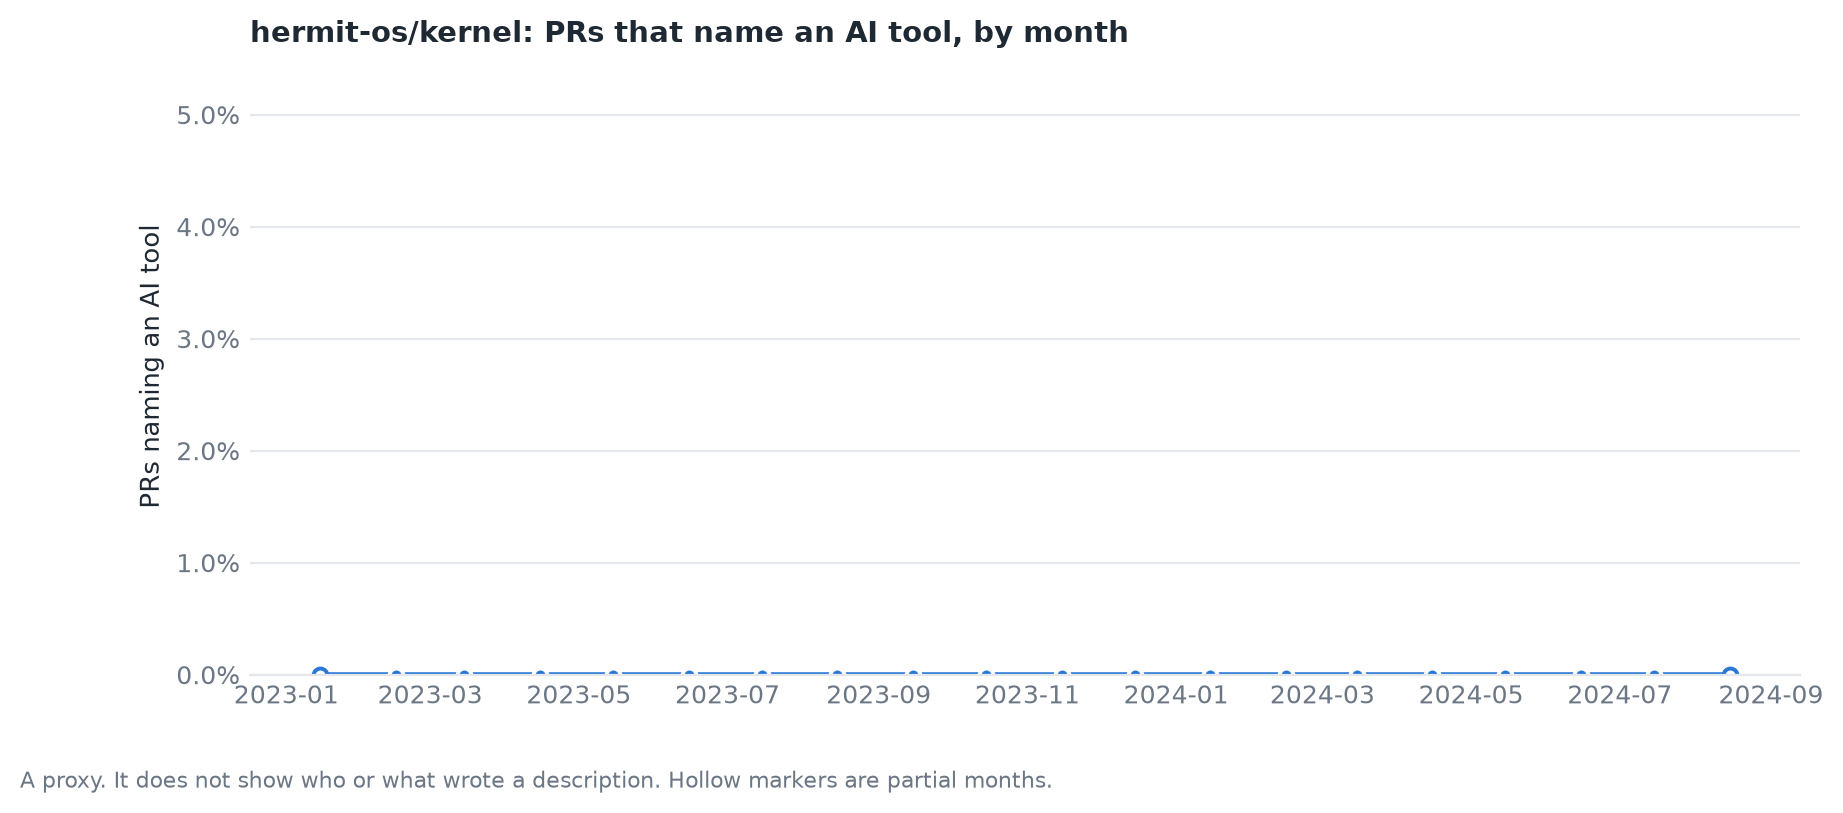 hermit-os/kernel: PRs that name an AI tool, by month
5.0%
4.0%
3.0%
2.0%
1.0%
0.0%
PRs naming an AI tool
2023-01 2023-03 2023-05 2023-07 2023-09 2023-11 2024-01 2024-03 2024-05 2024-07 2024-09
A proxy. It does not show who or what wrote a description. Hollow markers are partial months.